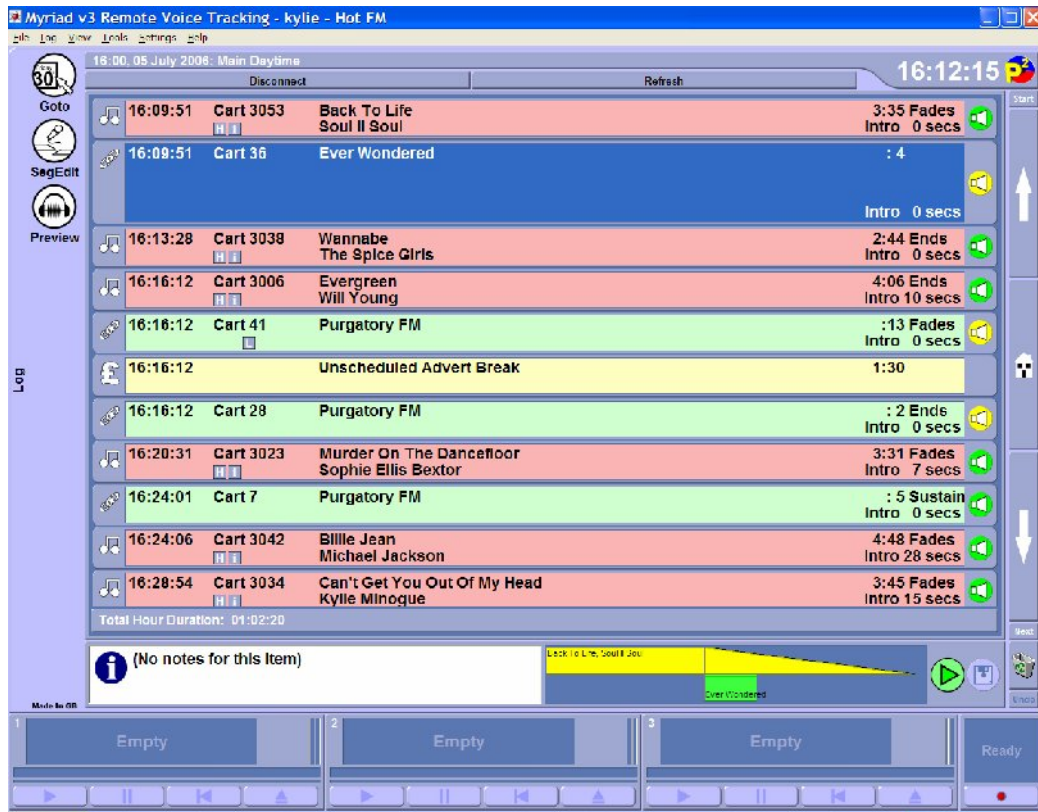 Myriad v3 Remote Voice Tracking - kylie - Hot FM
File Log View Tools Settings Help
16:00, 05 July 2006: Main Daytime
16:12:15
Disconnect Refresh
30
Goto
SegEdit
Preview
Log
Made In GB
Start
16:09:51 Cart 3053 Back To Life 3:35 Fades
H i Soul II Soul Intro 0 secs
16:09:51 Cart 36 Ever Wondered : 4
Intro 0 secs
16:13:28 Cart 3038 Wannabe 2:44 Ends
H i The Spice Girls Intro 0 secs
16:16:12 Cart 3006 Evergreen 4:06 Ends
H i Will Young Intro 10 secs
16:16:12 Cart 41 Purgatory FM :13 Fades
L Intro 0 secs
£ 16:16:12 Unscheduled Advert Break 1:30
16:16:12 Cart 28 Purgatory FM : 2 Ends
Intro 0 secs
16:20:31 Cart 3023 Murder On The Dancefloor 3:31 Fades
H i Sophie Ellis Bextor Intro 7 secs
16:24:01 Cart 7 Purgatory FM : 5 Sustain
Intro 0 secs
16:24:06 Cart 3042 Billie Jean 4:48 Fades
H i Michael Jackson Intro 28 secs
16:28:54 Cart 3034 Can't Get You Out Of My Head 3:45 Fades
H i Kylie Minogue Intro 15 secs
Total Hour Duration: 01:02:20
Next
(No notes for this Item)
Back To Life, Soul II Soul
Ever Wondered
Undo
1 Empty 2 Empty 3 Empty
Ready